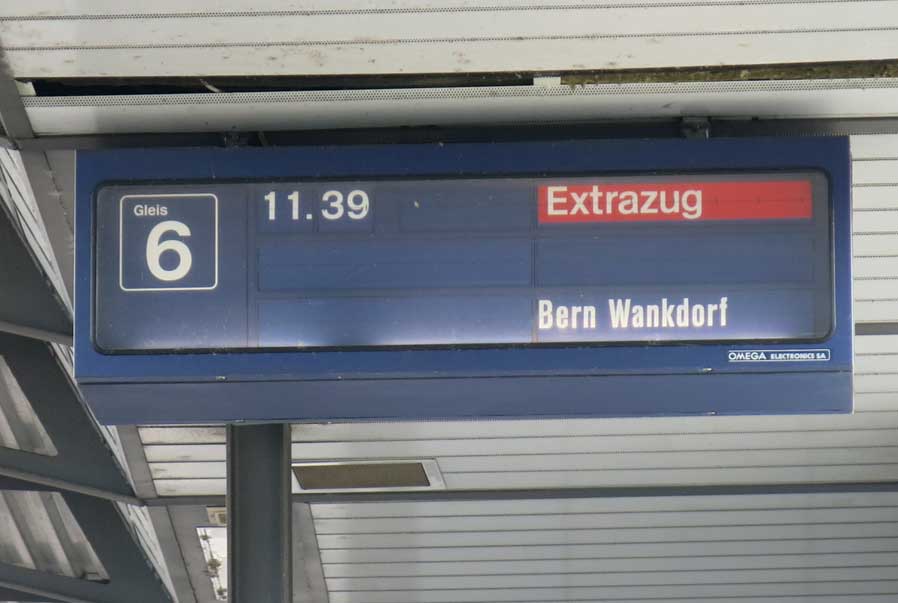 Gleis
6
11.39
Extrazug
Bern Wankdorf
OMEGA ELECTRONICS SA